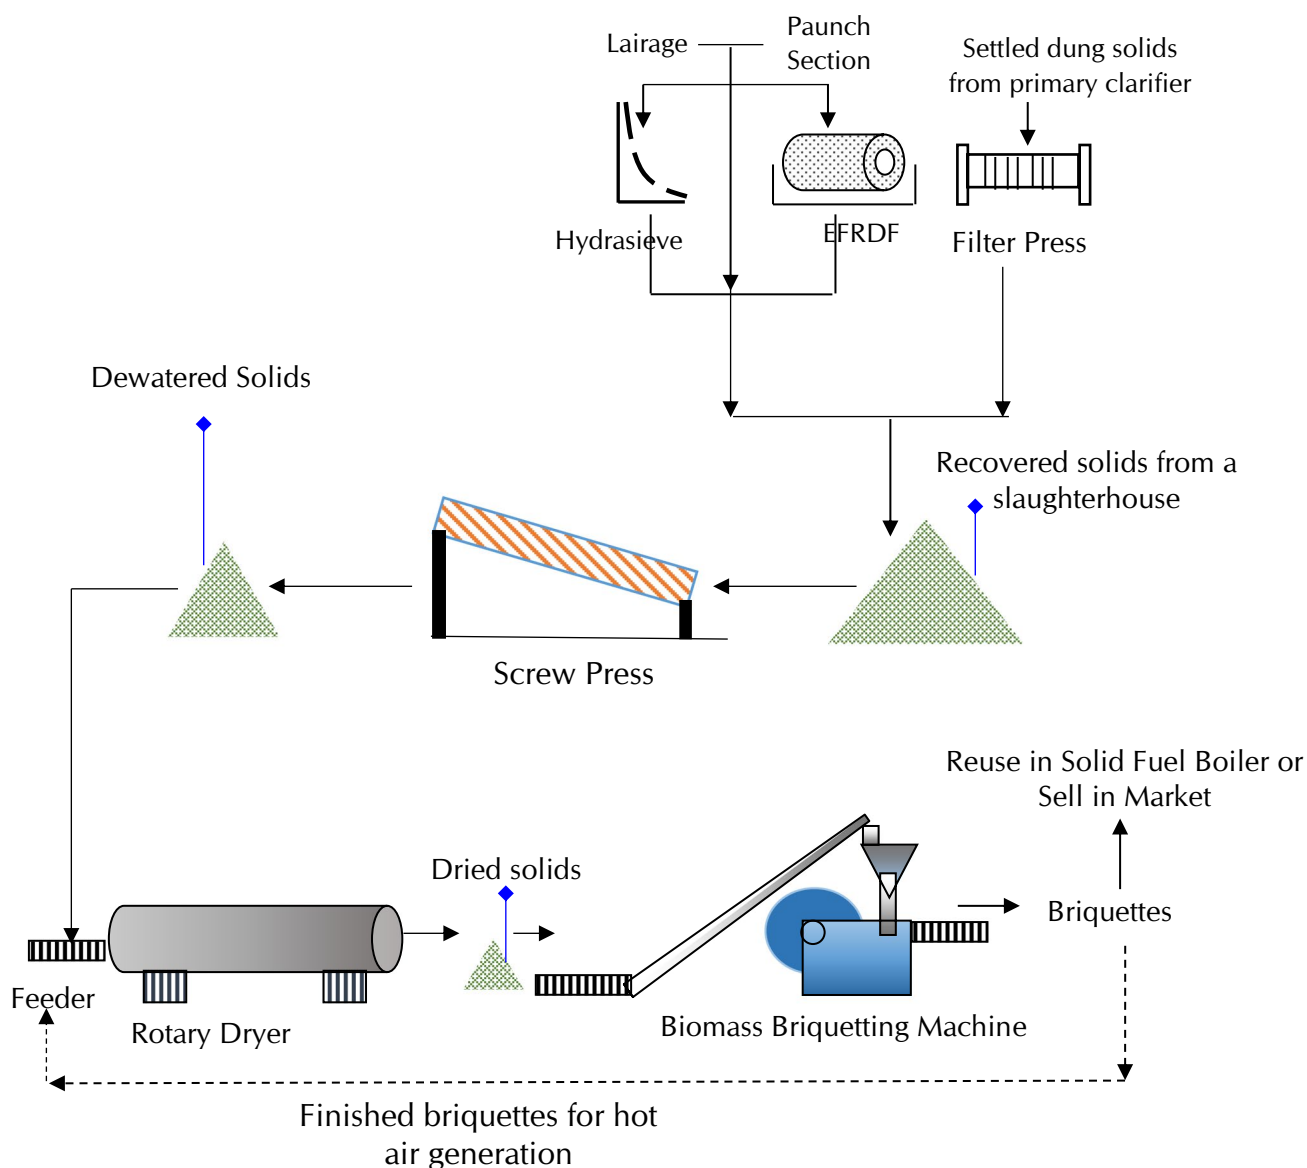 Lairage
Paunch
Section
Settled dung solids
from primary clarifier
Hydrasieve
EFRDF
Filter Press
Dewatered Solids
Recovered solids from a
slaughterhouse
Screw Press
Reuse in Solid Fuel Boiler or
Sell in Market
Dried solids
Briquettes
Feeder
Rotary Dryer
Biomass Briquetting Machine
Finished briquettes for hot
air generation